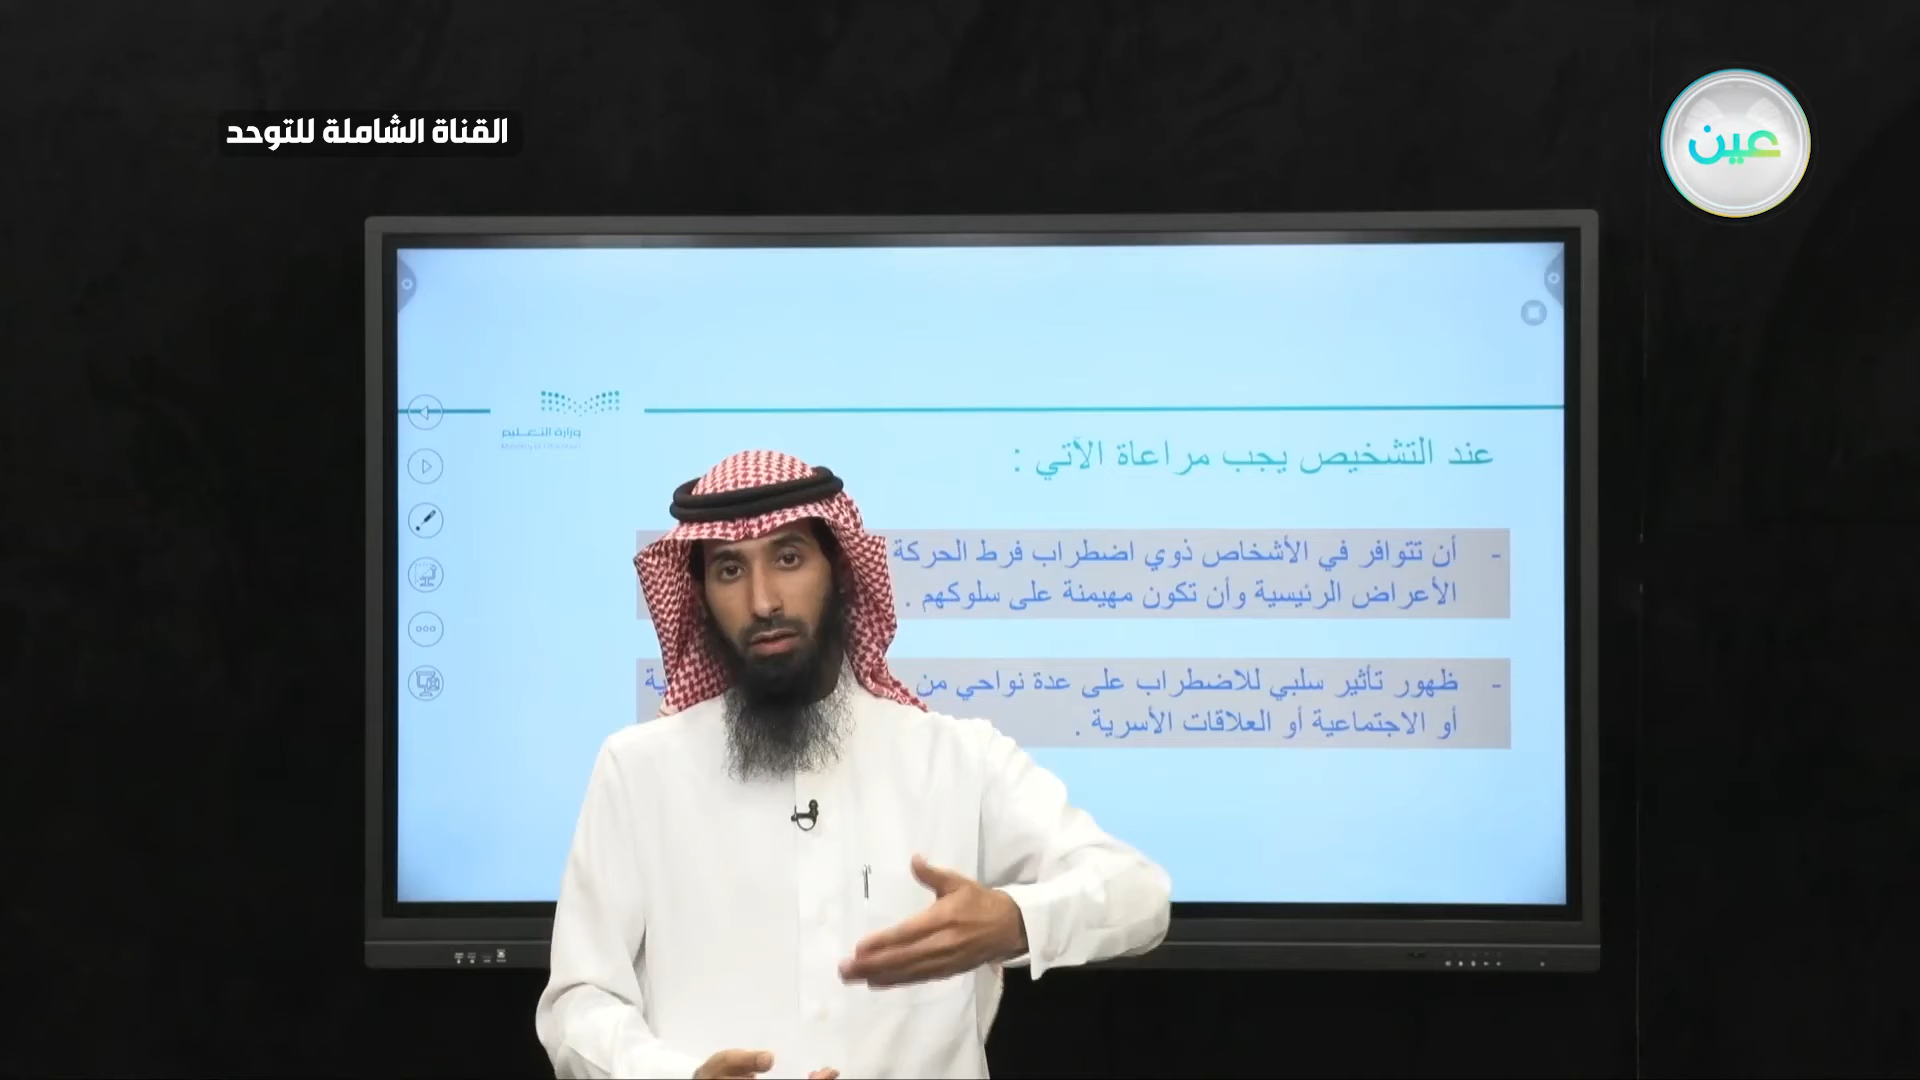 القناة الشاملة للتوحد
عين
وزارة التعليم
عند التشخيص يجب مراعاة الآتي :
- أن تتوافر في الأشخاص ذوي اضطراب فرط الحركة
الأعراض الرئيسية وأن تكون مهيمنة على سلوكهم .
- ظهور تأثير سلبي للاضطراب على عدة نواحي من
أو الاجتماعية أو العلاقات الأسرية .